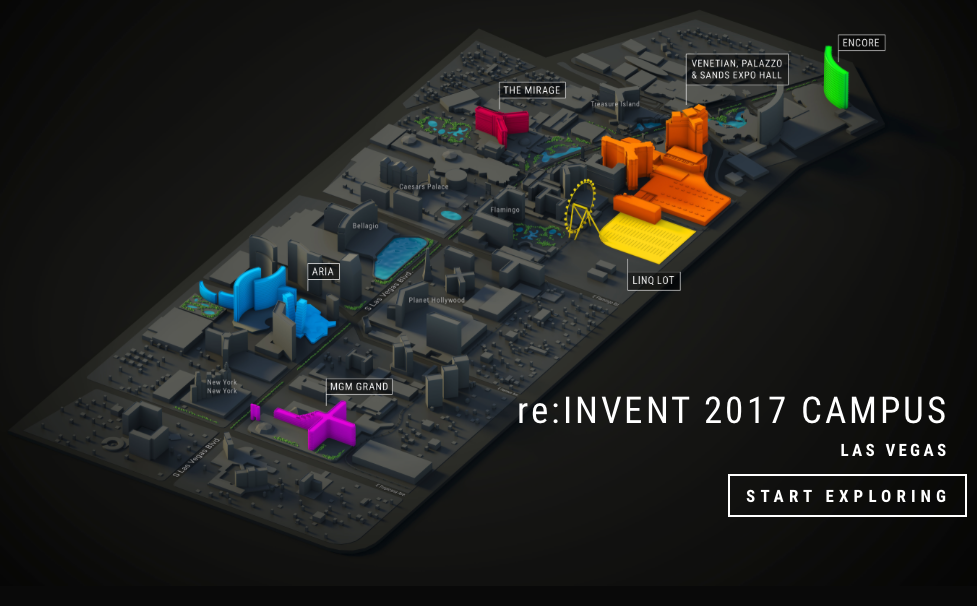 ENCORE
VENETIAN, PALAZZO
& SANDS EXPO HALL
THE MIRAGE
Treasure Island
Caesars Palace
Flamingo
Bellagio
ARIA
LINQ LOT
S Las Vegas Blvd
Planet Hollywood
New York
New York
MGM GRAND
S Las Vegas Blvd
re:INVENT 2017 CAMPUS
LAS VEGAS
START EXPLORING